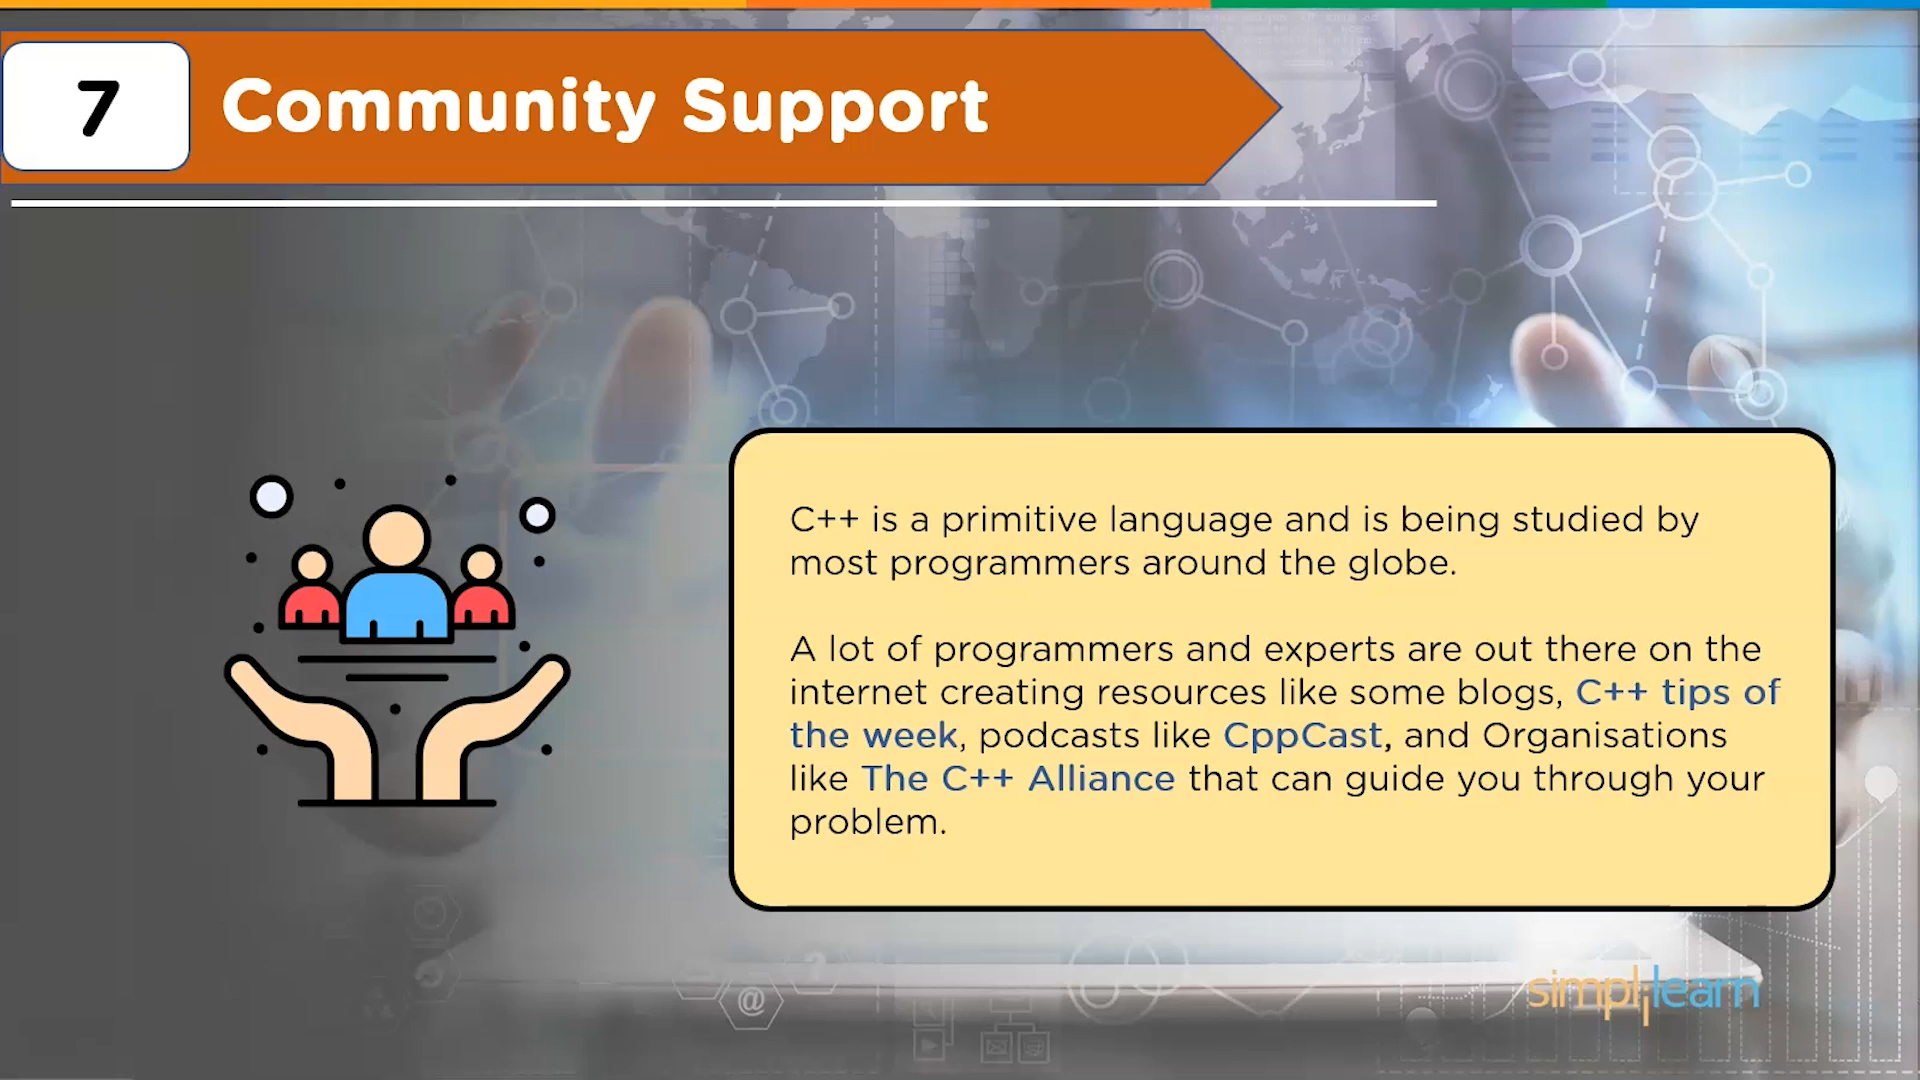 7
Community Support
C++ is a primitive language and is being studied by
most programmers around the globe.
A lot of programmers and experts are out there on the
internet creating resources like some blogs, C++ tips of
the week, podcasts like CppCast, and Organisations
like The C++ Alliance that can guide you through your
problem.
@
simplilearn